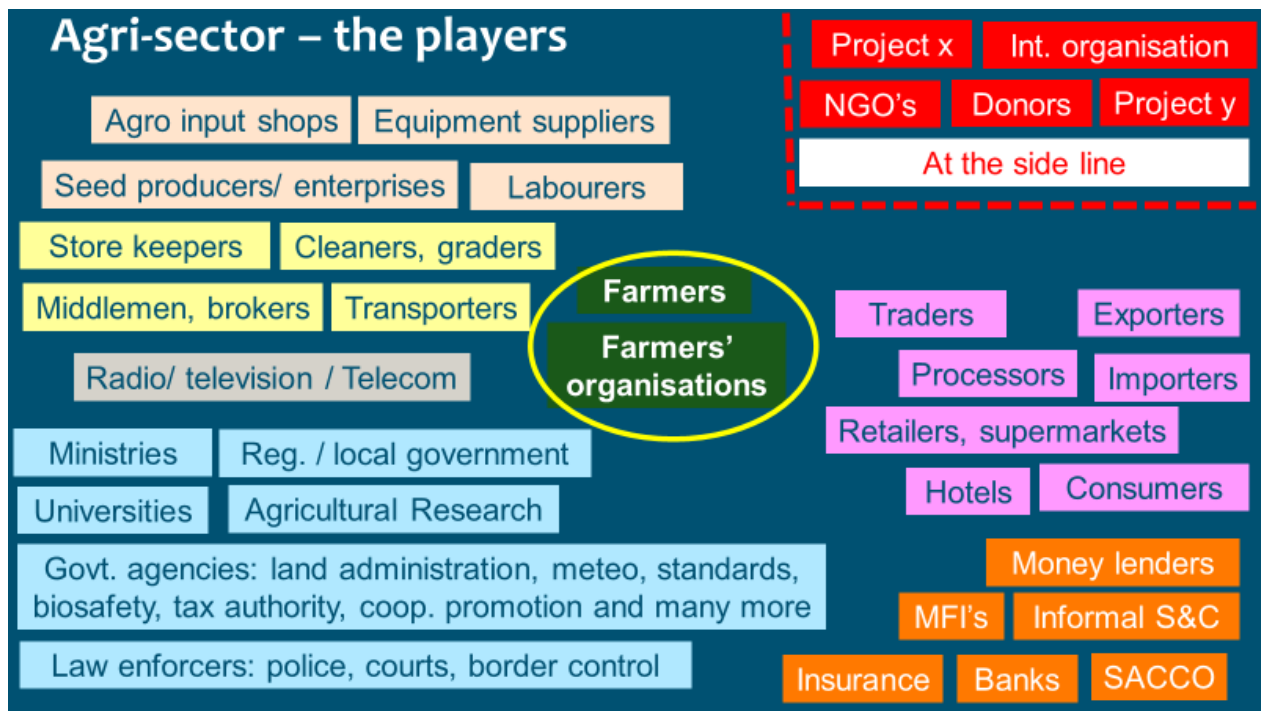 Agri-sector – the players
Project x
Int. organisation
NGO's
Donors
Project y
At the side line
Agro input shops
Equipment suppliers
Seed producers/ enterprises
Labourers
Store keepers
Cleaners, graders
Middlemen, brokers
Transporters
Radio/ television / Telecom
Farmers
Farmers’
organisations
Traders
Exporters
Processors
Importers
Retailers, supermarkets
Hotels
Consumers
Ministries
Reg. / local government
Universities
Agricultural Research
Govt. agencies: land administration, meteo, standards,
biosafety, tax authority, coop. promotion and many more
Law enforcers: police, courts, border control
Money lenders
MFI's
Informal S&C
Insurance
Banks
SACCO